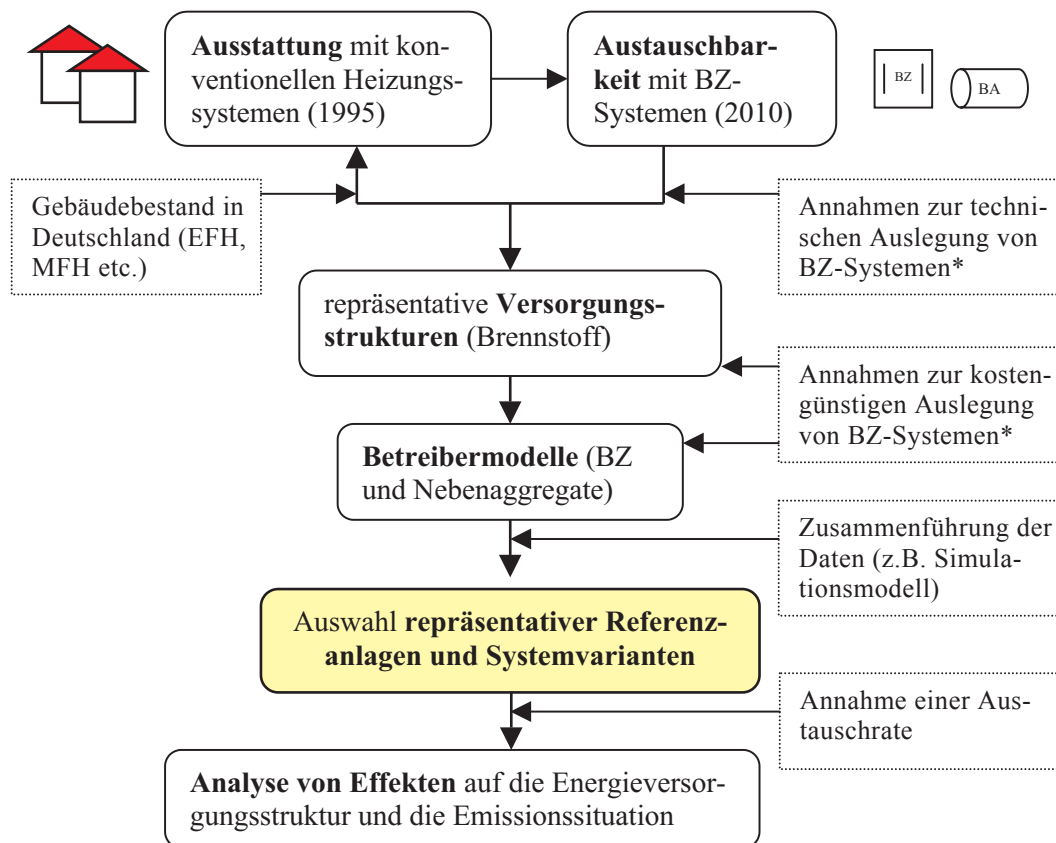 Ausstattung mit kon-
ventionellen Heizungs-
systemen (1995)
Austauschbar-
keit mit BZ-
Systemen (2010)
BZ
BA
Gebäudebestand in
Deutschland (EFH,
MFH etc.)
Annahmen zur techni-
schen Auslegung von
BZ-Systemen*
repräsentative Versorgungs-
strukturen (Brennstoff)
Annahmen zur kosten-
günstigen Auslegung
von BZ-Systemen*
Betreibermodelle (BZ
und Nebenaggregate)
Zusammenführung der
Daten (z.B. Simula-
tionsmodell)
Auswahl repräsentativer Referenz-
anlagen und Systemvarianten
Annahme einer Aus-
tauschrate
Analyse von Effekten auf die Energieversor-
gungsstruktur und die Emissionssituation